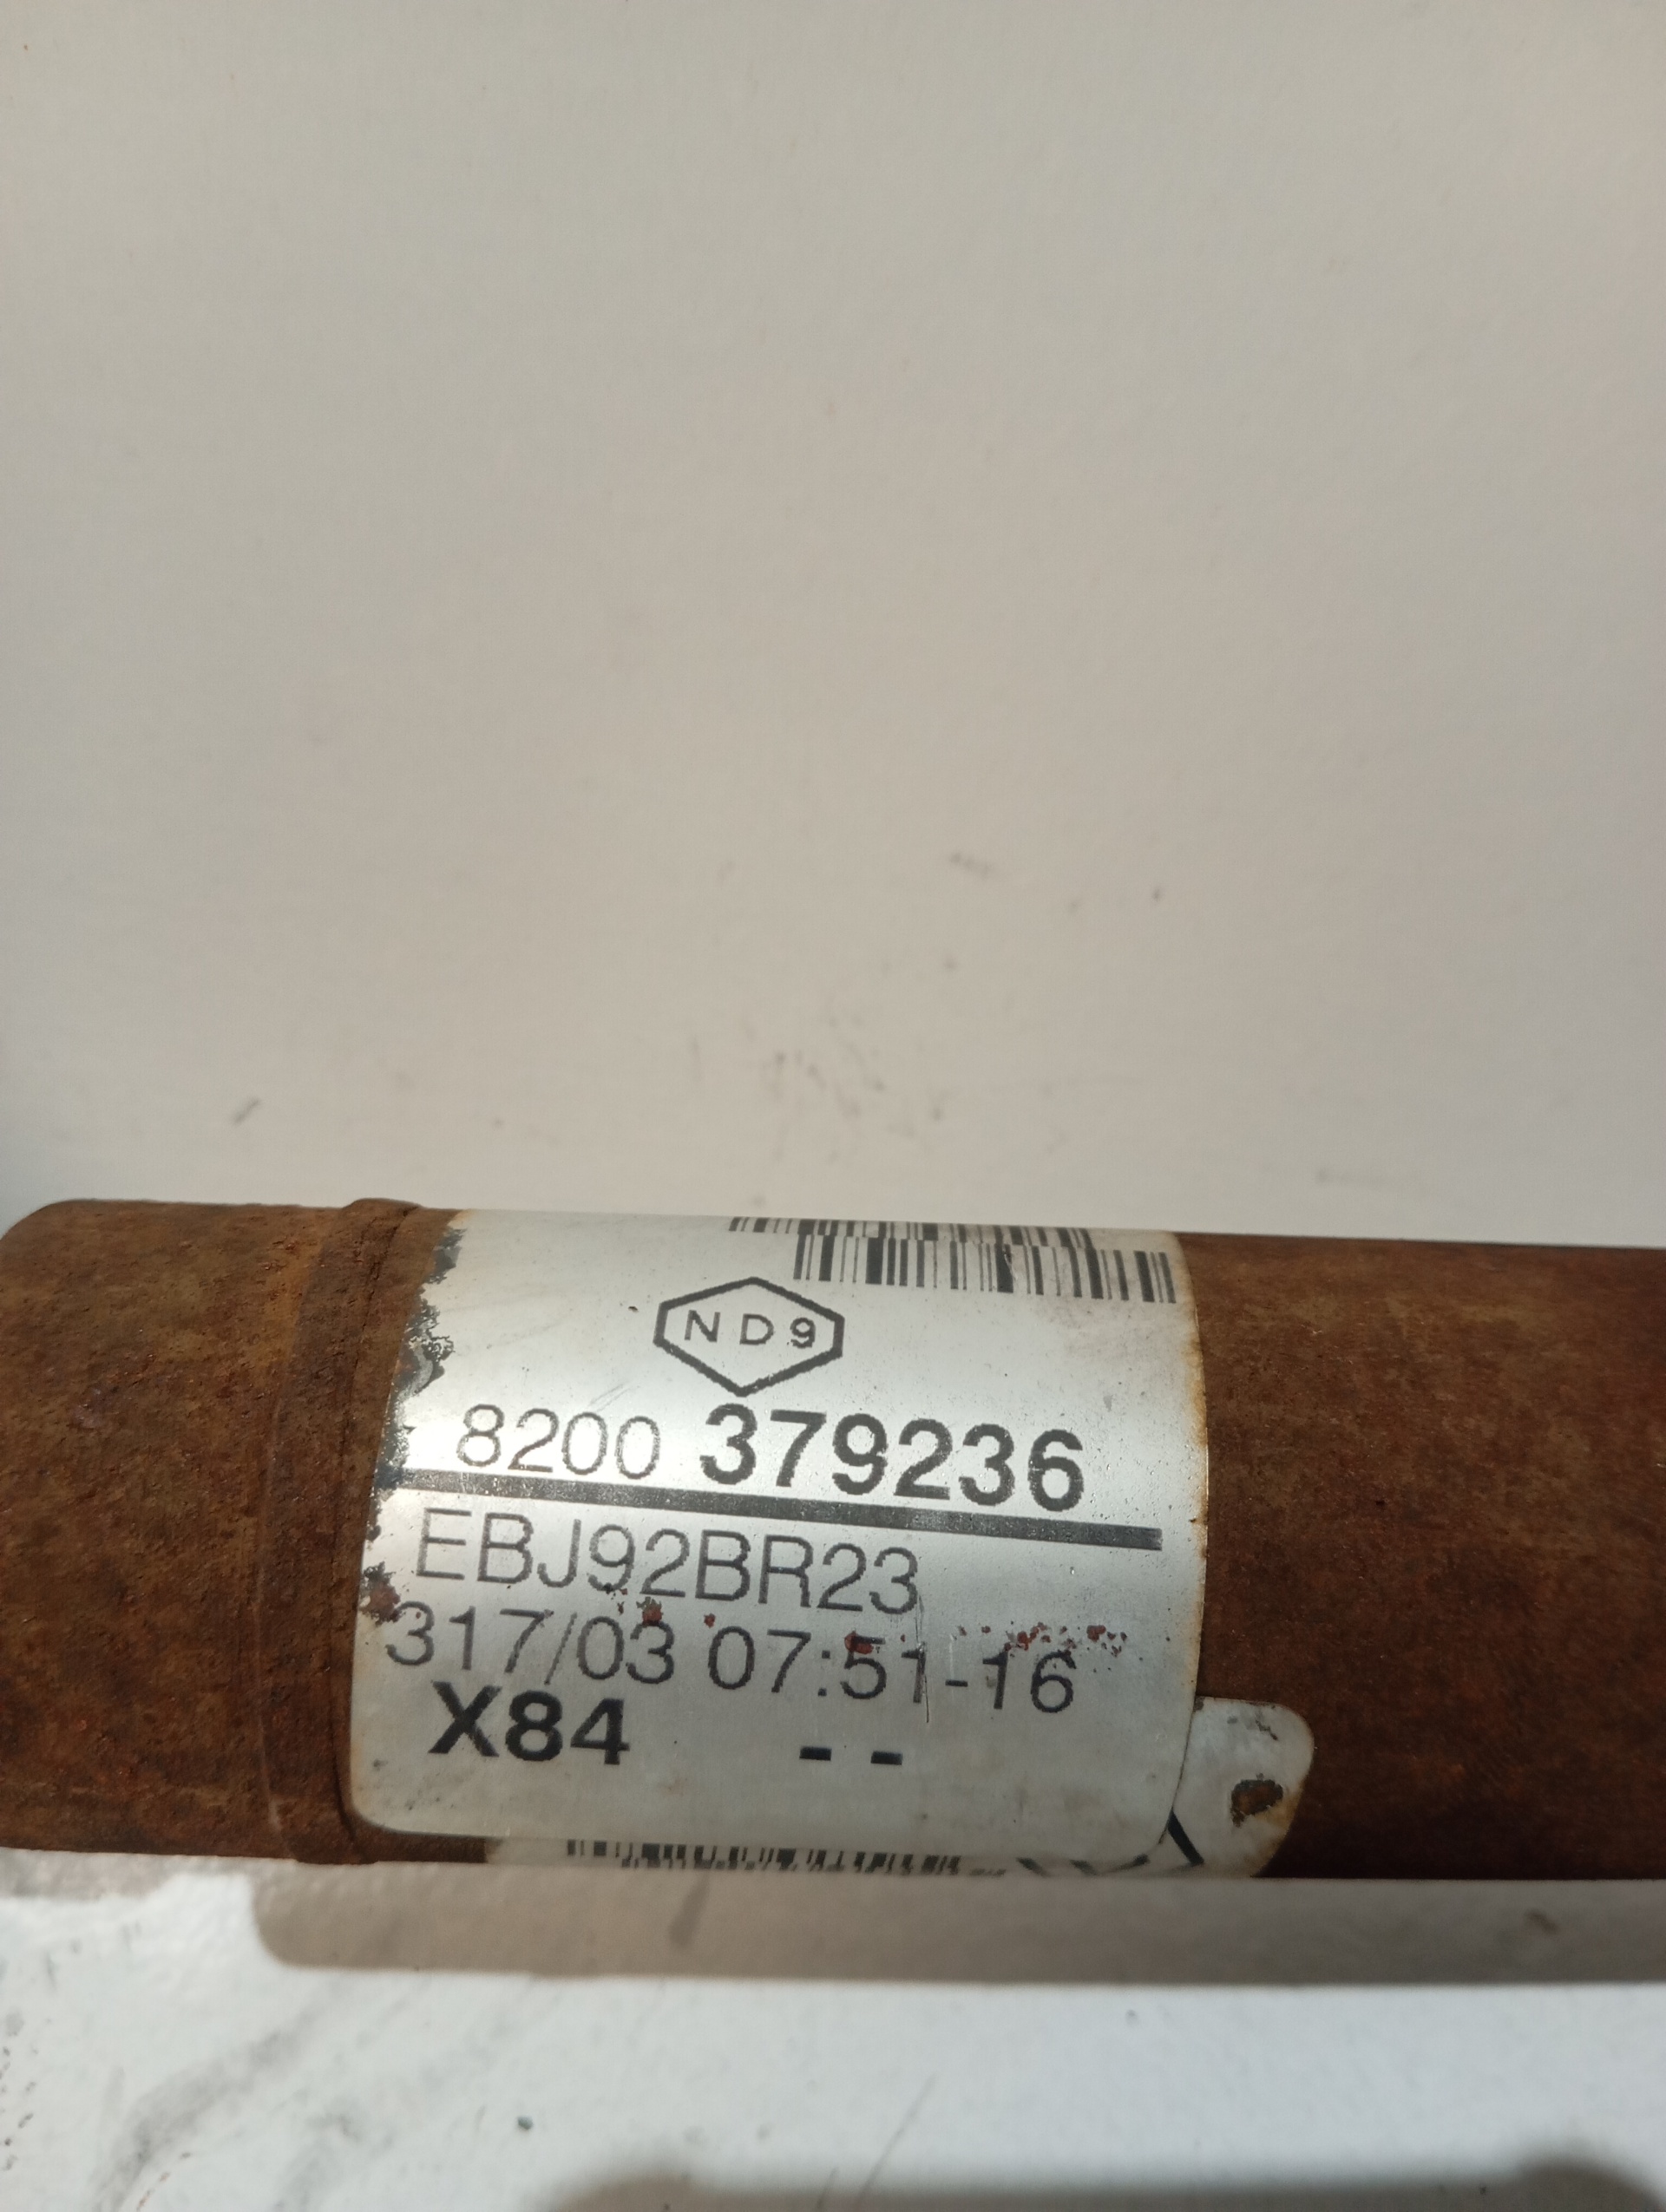 ND9
8200 379236
EBJ92BR23
317/03 07:51-16
X84 --